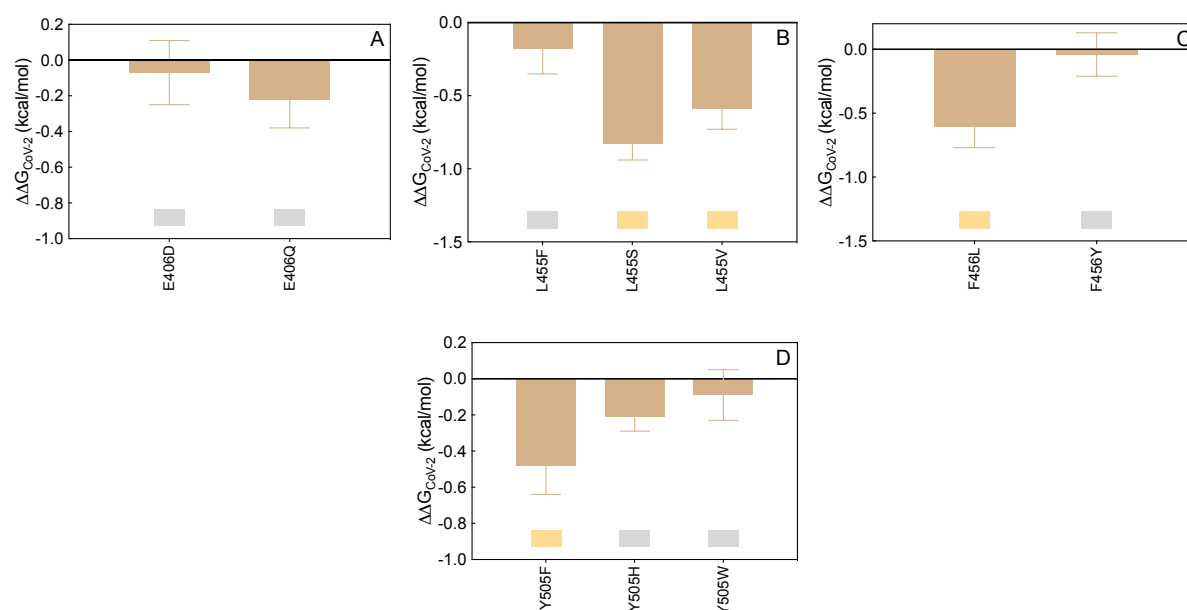 A
ΔΔG_CoV-2 (kcal/mol)
0.2
0.0
-0.2
-0.4
-0.6
-0.8
-1.0
E406D
E406Q
B
ΔΔG_CoV-2 (kcal/mol)
0.0
-0.5
-1.0
-1.5
L455F
L455S
L455V
C
ΔΔG_CoV-2 (kcal/mol)
0.0
-0.5
-1.0
-1.5
F456L
F456Y
D
ΔΔG_CoV-2 (kcal/mol)
0.2
0.0
-0.2
-0.4
-0.6
-0.8
-1.0
Y505F
Y505H
Y505W